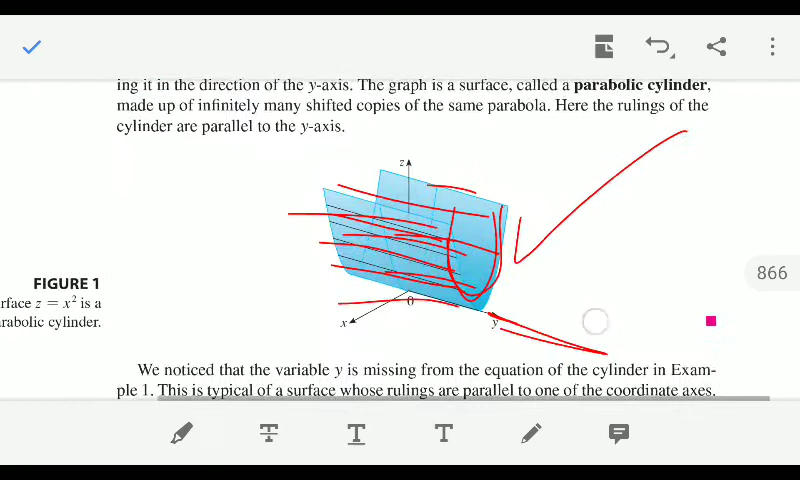 ing it in the direction of the y-axis. The graph is a surface, called a parabolic cylinder,
made up of infinitely many shifted copies of the same parabola. Here the rulings of the
cylinder are parallel to the y-axis.
z
866
FIGURE 1
rface z = x² is a
rabolic cylinder.
0
x
y
We noticed that the variable y is missing from the equation of the cylinder in Exam-
ple 1. This is typical of a surface whose rulings are parallel to one of the coordinate axes.
T
T
T